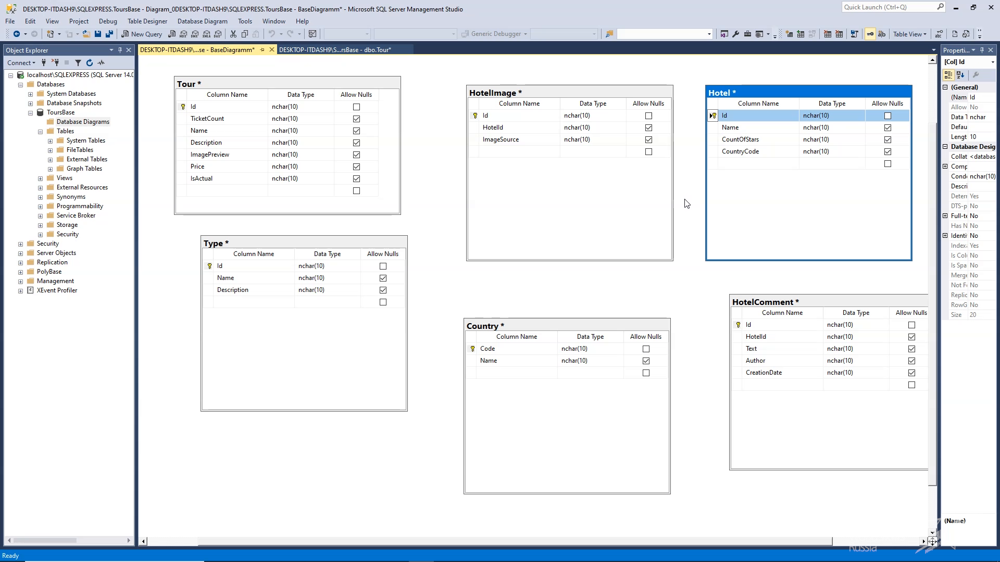 DESKTOP-ITDASH9\SQLEXPRESS.ToursBase - Diagram_0DESKTOP-ITDASH9\SQLEXPRESS.ToursBase - BaseDiagramm* - Microsoft SQL Server Management Studio
Quick Launch (Ctrl+Q)
File Edit View Project Debug Table Designer Database Diagram Tools Window Help
New Query
Generic Debugger
Table View
Object Explorer
DESKTOP-ITDASH9\...se - BaseDiagramm*
DESKTOP-ITDASH9\S...rsBase - dbo.Tour*
Properti...
Connect
[Col] Id
localhost\SQLEXPRESS (SQL Server 14.0
Databases
System Databases
Database Snapshots
ToursBase
Database Diagrams
Tables
System Tables
FileTables
External Tables
Graph Tables
Views
External Resources
Synonyms
Programmability
Service Broker
Storage
Security
Security
Server Objects
Replication
PolyBase
Management
XEvent Profiler
Tour *
Column Name Data Type Allow Nulls
Id nchar(10)
TicketCount nchar(10)
Name nchar(10)
Description nchar(10)
ImagePreview nchar(10)
Price nchar(10)
IsActual nchar(10)
HotelImage *
Column Name Data Type Allow Nulls
Id nchar(10)
HotelId nchar(10)
ImageSource nchar(10)
Hotel *
Column Name Data Type Allow Nulls
Id nchar(10)
Name nchar(10)
CountOfStars nchar(10)
CountryCode nchar(10)
Type *
Column Name Data Type Allow Nulls
Id nchar(10)
Name nchar(10)
Description nchar(10)
Country *
Column Name Data Type Allow Nulls
Code nchar(10)
Name nchar(10)
HotelComment *
Column Name Data Type Allow Nulls
Id nchar(10)
HotelId nchar(10)
Text nchar(10)
Author nchar(10)
CreationDate nchar(10)
(General)
(Nam Id
Allow No
Data T nchar
Defau
Lengt 10
Database Desig
Collat <databas
Comp
Cond nchar(10)
Descri
Deterr Yes
DTS-p No
Full-te No
Has N No
Identi No
Indexa Yes
Is Colu No
Is Spa No
Merge No
Not Fo No
Replic No
RowG No
Size 20
(Name)
Russia
Ready